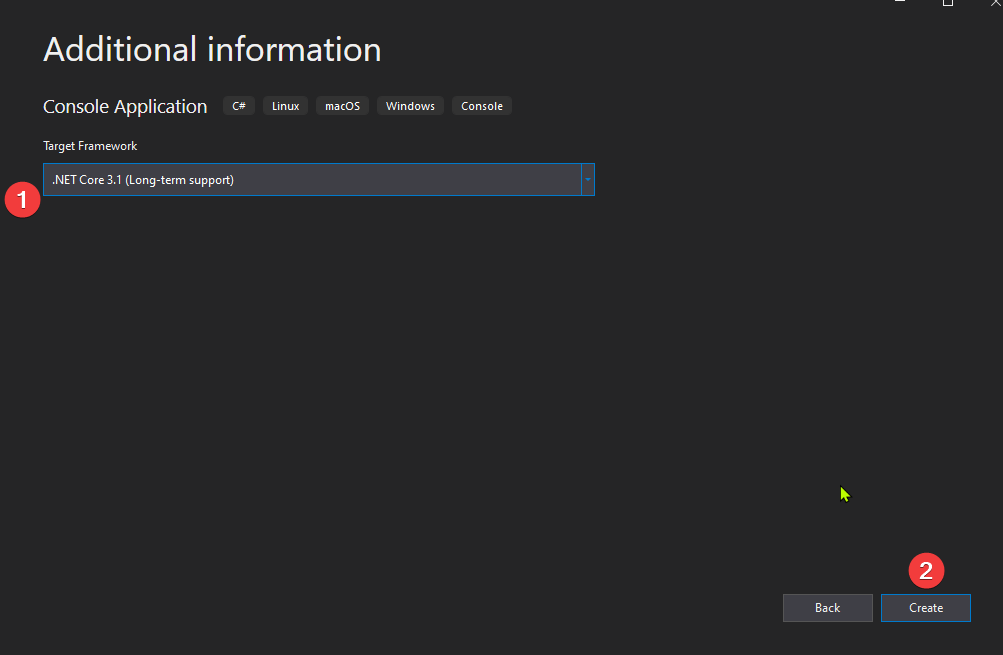 Additional information
Console Application C# Linux macOS Windows Console
Target Framework
.NET Core 3.1 (Long-term support)
1
2
Back Create